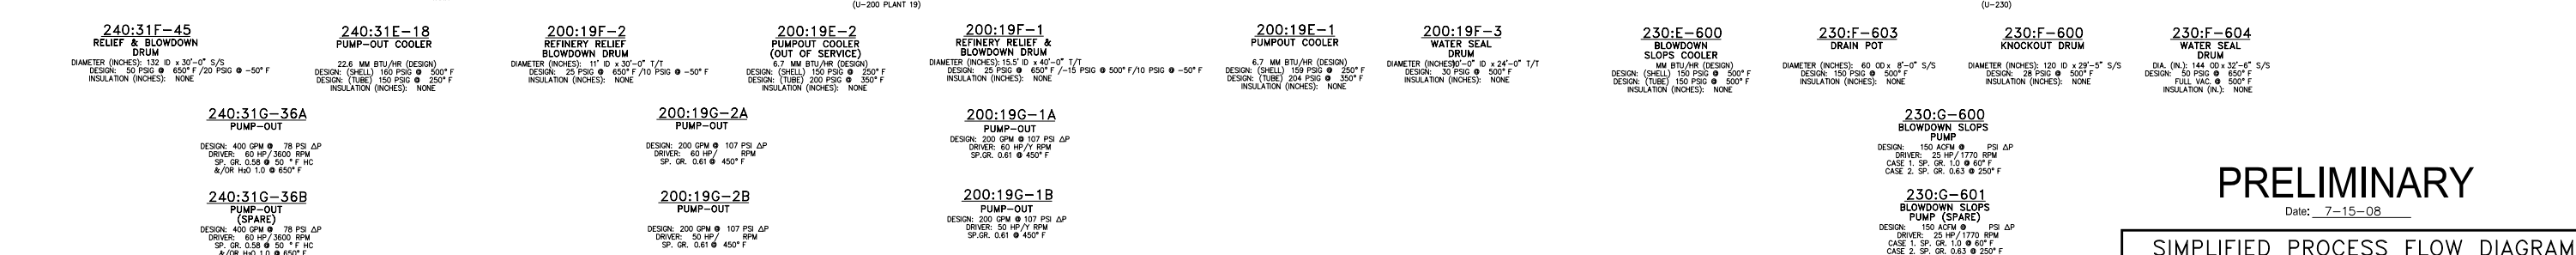 (U-200 PLANT 19)
(U-230)
240:31F-45
RELIEF & BLOWDOWN
DRUM
DIAMETER (INCHES): 132 ID x 30'-0" S/S
DESIGN: 50 PSIG @ 650° F /20 PSIG @ -50° F
INSULATION (INCHES): NONE
240:31E-18
PUMP-OUT COOLER
22.6 MM BTU/HR (DESIGN)
DESIGN: (SHELL) 160 PSIG @ 500° F
DESIGN: (TUBE) 150 PSIG @ 250° F
INSULATION (INCHES): NONE
200:19F-2
REFINERY RELIEF
BLOWDOWN DRUM
DIAMETER (INCHES): 11' ID x 30'-0" T/T
DESIGN: 25 PSIG @ 650° F /10 PSIG @ -50° F
INSULATION (INCHES): NONE
200:19E-2
PUMPOUT COOLER
(OUT OF SERVICE)
6.7 MM BTU/HR (DESIGN)
DESIGN: (SHELL) 150 PSIG @ 250° F
DESIGN: (TUBE) 200 PSIG @ 350° F
INSULATION (INCHES): NONE
200:19F-1
REFINERY RELIEF &
BLOWDOWN DRUM
DIAMETER (INCHES): 15.5' ID x 40'-0" T/T
DESIGN: 25 PSIG @ 650° F /-15 PSIG @ 500° F/10 PSIG @ -50° F
INSULATION (INCHES): NONE
200:19E-1
PUMPOUT COOLER
6.7 MM BTU/HR (DESIGN)
DESIGN: (SHELL) 159 PSIG @ 250° F
DESIGN: (TUBE) 204 PSIG @ 350° F
INSULATION (INCHES): NONE
200:19F-3
WATER SEAL
DRUM
DIAMETER (INCHES): 10'-0" ID x 24'-0" T/T
DESIGN: 30 PSIG @ 500° F
INSULATION (INCHES): NONE
230:E-600
BLOWDOWN
SLOPS COOLER
MM BTU/HR (DESIGN)
DESIGN: (SHELL) 150 PSIG @ 500° F
DESIGN: (TUBE) 150 PSIG @ 500° F
INSULATION (INCHES): NONE
230:F-603
DRAIN POT
DIAMETER (INCHES): 60 OD x 8'-0" S/S
DESIGN: 150 PSIG @ 500° F
INSULATION (INCHES): NONE
230:F-600
KNOCKOUT DRUM
DIAMETER (INCHES): 120 ID x 29'-5" S/S
DESIGN: 28 PSIG @ 500° F
INSULATION (INCHES): NONE
230:F-604
WATER SEAL
DRUM
DIA. (IN.): 144 OD x 32'-6" S/S
DESIGN: 50 PSIG @ 650° F
FULL VAC. @ 500° F
INSULATION (IN.): NONE
240:31G-36A
PUMP-OUT
DESIGN: 400 GPM @ 78 PSI ΔP
DRIVER: 60 HP/3600 RPM
SP. GR. 0.58 @ 50 ° F HC
&/OR H2O 1.0 @ 650° F
200:19G-2A
PUMP-OUT
DESIGN: 200 GPM @ 107 PSI ΔP
DRIVER: 60 HP/ RPM
SP. GR. 0.61 @ 450° F
200:19G-1A
PUMP-OUT
DESIGN: 200 GPM @ 107 PSI ΔP
DRIVER: 60 HP/Y RPM
SP.GR. 0.61 @ 450° F
230:G-600
BLOWDOWN SLOPS
PUMP
DESIGN: 150 ACFM @ PSI ΔP
DRIVER: 25 HP/1770 RPM
CASE 1. SP. GR. 1.0 @ 60° F
CASE 2. SP. GR. 0.63 @ 250° F
240:31G-36B
PUMP-OUT
(SPARE)
DESIGN: 400 GPM @ 78 PSI ΔP
DRIVER: 60 HP/3600 RPM
SP. GR. 0.58 @ 50 ° F HC
&/OR H2O 1.0 @ 650° F
200:19G-2B
PUMP-OUT
DESIGN: 200 GPM @ 107 PSI ΔP
DRIVER: 50 HP/ RPM
SP. GR. 0.61 @ 450° F
200:19G-1B
PUMP-OUT
DESIGN: 200 GPM @ 107 PSI ΔP
DRIVER: 50 HP/Y RPM
SP.GR. 0.61 @ 450° F
230:G-601
BLOWDOWN SLOPS
PUMP (SPARE)
DESIGN: 150 ACFM @ PSI ΔP
DRIVER: 25 HP/1770 RPM
CASE 1. SP. GR. 1.0 @ 60° F
CASE 2. SP. GR. 0.63 @ 250° F
PRELIMINARY
Date: 7-15-08
SIMPLIFIED PROCESS FLOW DIAGRAM